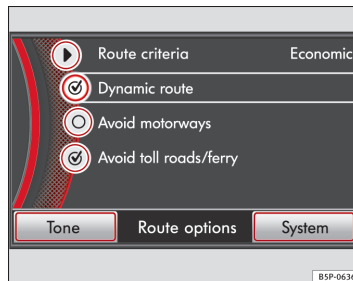 Route criteria Economic
Dynamic route
Avoid motorways
Avoid toll roads/ferry
Tone Route options System
B5P-0636